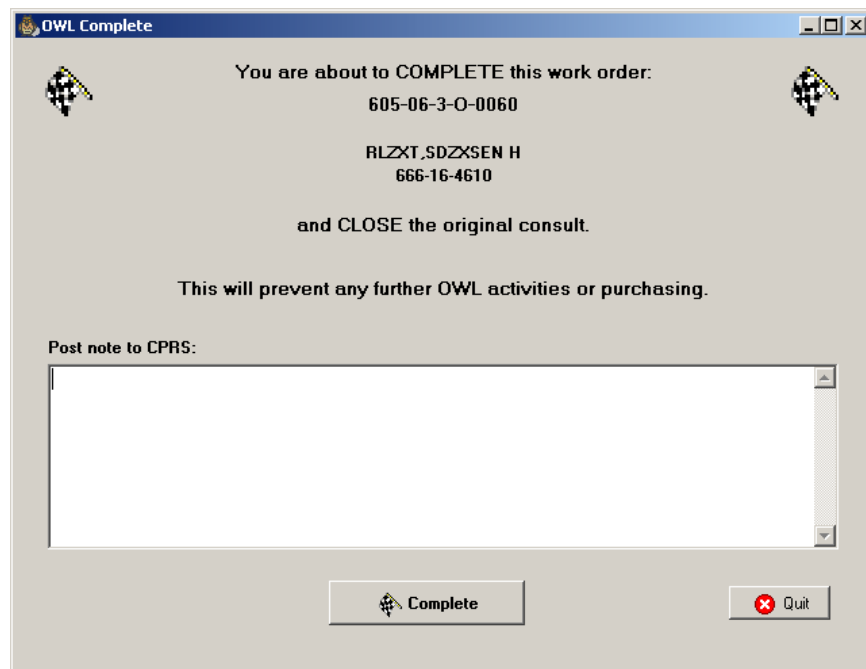 OWL Complete
You are about to COMPLETE this work order:
605-06-3-O-0060
RLZXT,SDZXSEN H
666-16-4610
and CLOSE the original consult.
This will prevent any further OWL activities or purchasing.
Post note to CPRS:
Complete
Quit